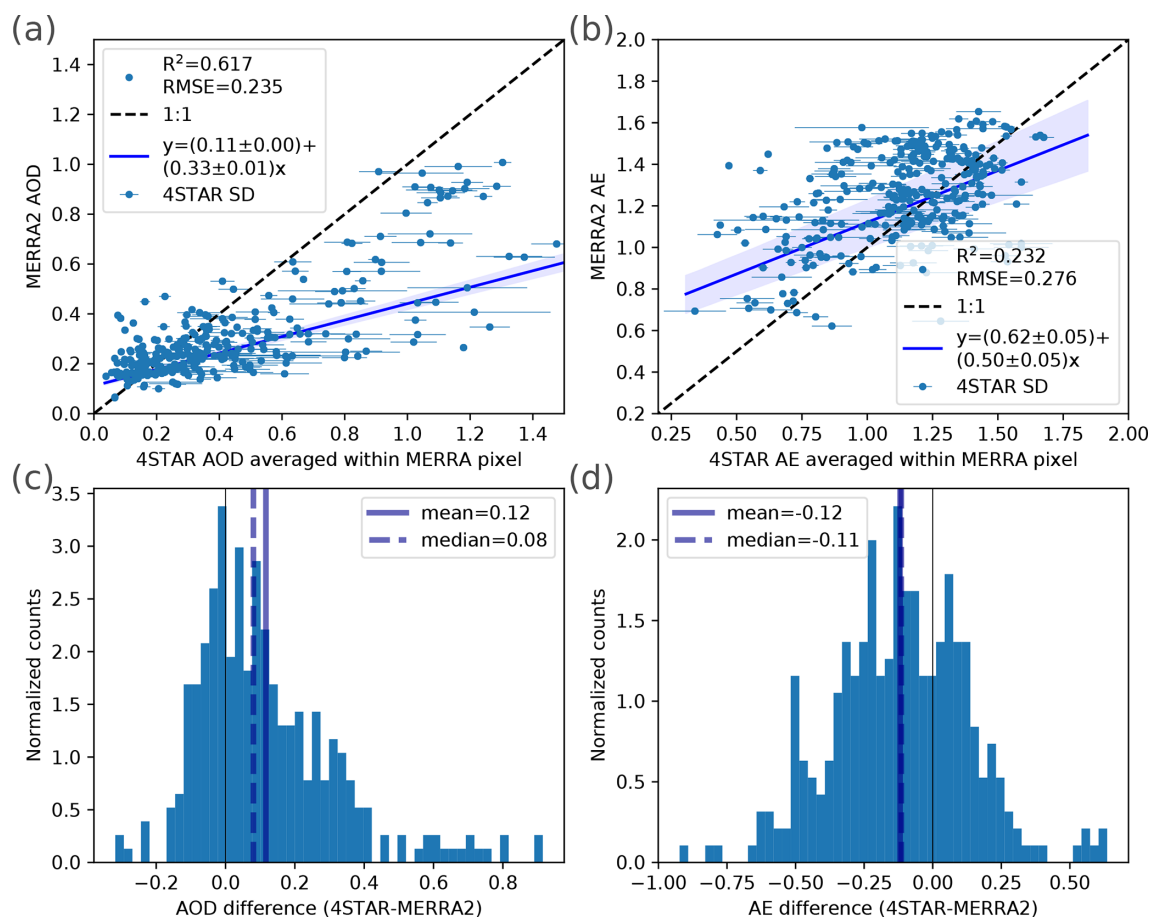 (a)
1.4
1.2
1.0
0.8
0.6
0.4
0.2
0.0
MERRA2 AOD
R²=0.617
RMSE=0.235
1:1
y=(0.11±0.00)+
(0.33±0.01)x
4STAR SD
0.0 0.2 0.4 0.6 0.8 1.0 1.2 1.4
4STAR AOD averaged within MERRA pixel
(b)
2.0
1.8
1.6
1.4
1.2
1.0
0.8
0.6
0.4
0.2
MERRA2 AE
R²=0.232
RMSE=0.276
1:1
y=(0.62±0.05)+
(0.50±0.05)x
4STAR SD
0.25 0.50 0.75 1.00 1.25 1.50 1.75 2.00
4STAR AE averaged within MERRA pixel
(c)
3.5
3.0
2.5
2.0
1.5
1.0
0.5
0.0
Normalized counts
mean=0.12
median=0.08
−0.2 0.0 0.2 0.4 0.6 0.8
AOD difference (4STAR-MERRA2)
(d)
2.0
1.5
1.0
0.5
0.0
Normalized counts
mean=-0.12
median=-0.11
−1.00 −0.75 −0.50 −0.25 0.00 0.25 0.50
AE difference (4STAR-MERRA2)